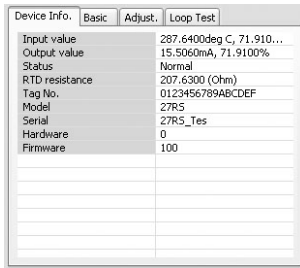 Device Info. Basic Adjust. Loop Test
Input value 287.6400deg C, 71.910...
Output value 15.5060mA, 71.9100%
Status Normal
RTD resistance 207.6300 (Ohm)
Tag No. 0123456789ABCDEF
Model 27RS
Serial 27RS_Tes
Hardware 0
Firmware 100